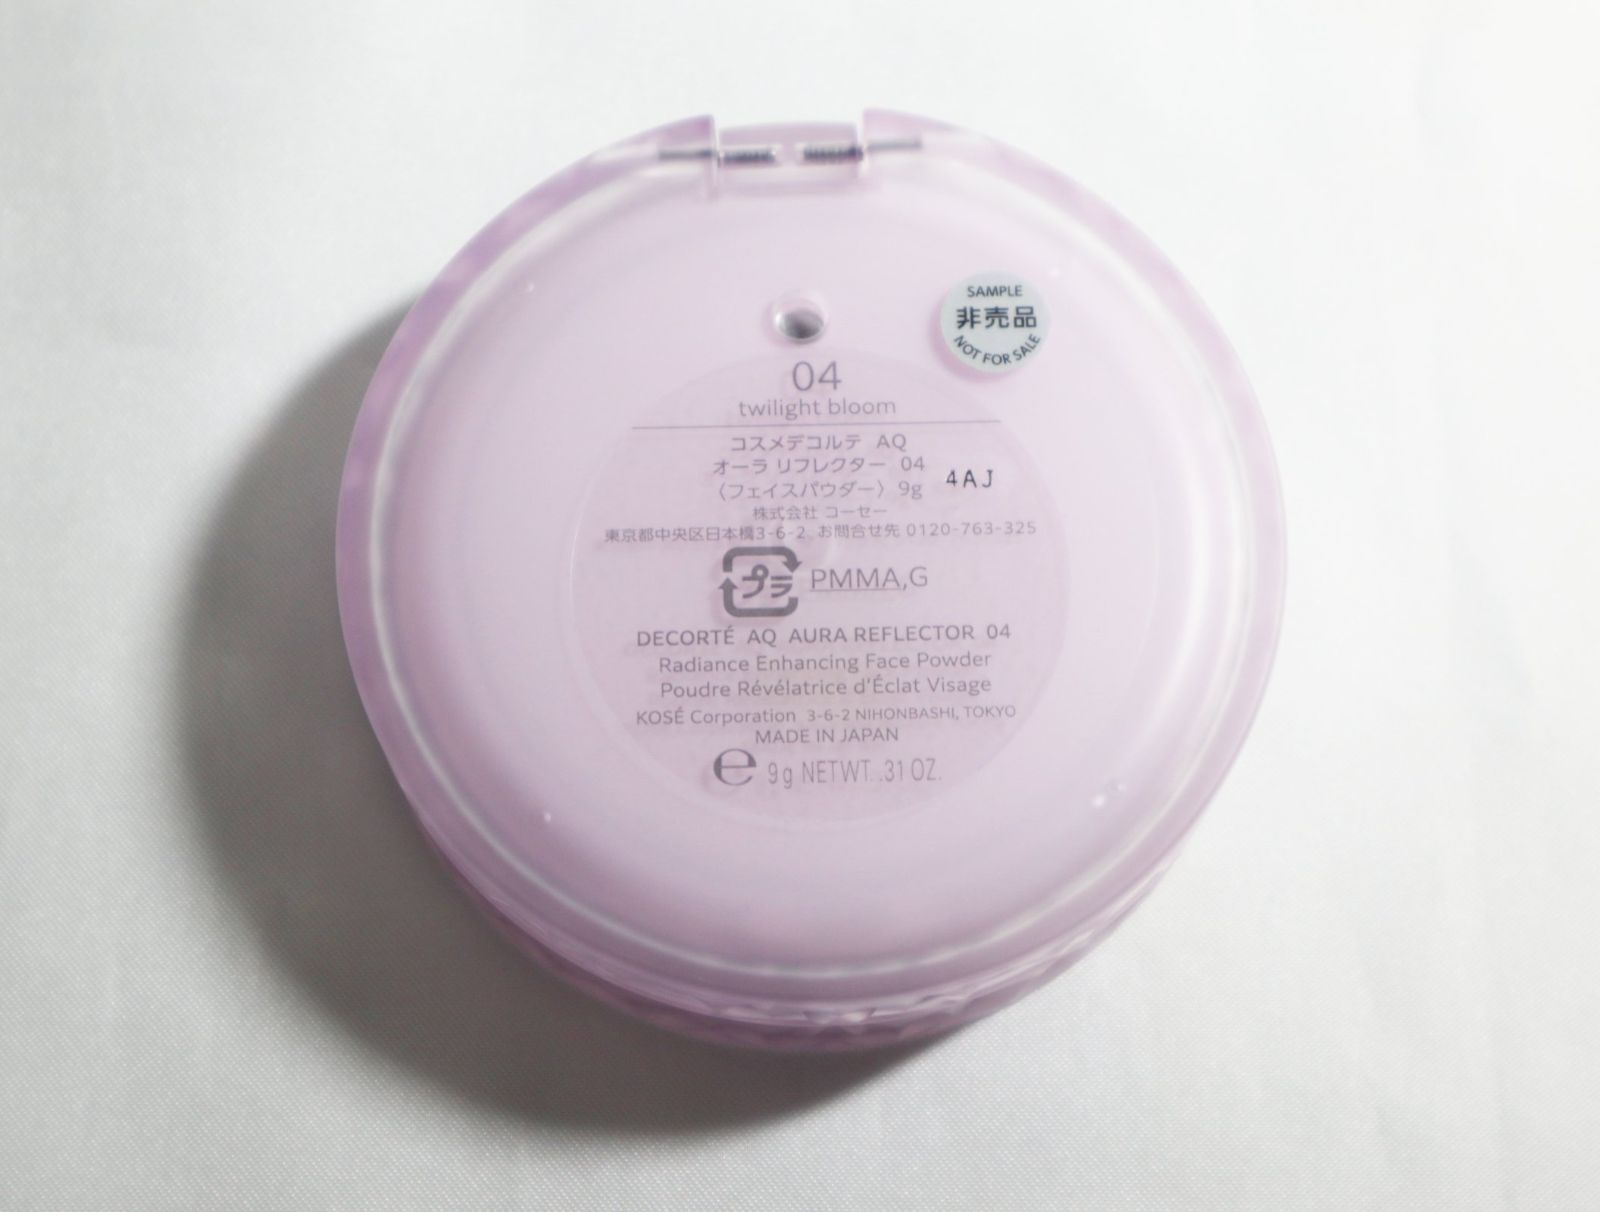 SAMPLE
非売品
NOT FOR SALE
04
twilight bloom
コスメデコルテ AQ
オーラ リフレクター 04
〈フェイスパウダー〉 9g
4AJ
株式会社 コーセー
東京都中央区日本橋3-6-2 お問合せ先 0120-763-325
プラ PMMA,G
DECORTÉ AQ AURA REFLECTOR 04
Radiance Enhancing Face Powder
Poudre Révélatrice d'Éclat Visage
KOSÉ Corporation 3-6-2 NIHONBASHI, TOKYO
MADE IN JAPAN
℮ 9g NETWT. .31 OZ.